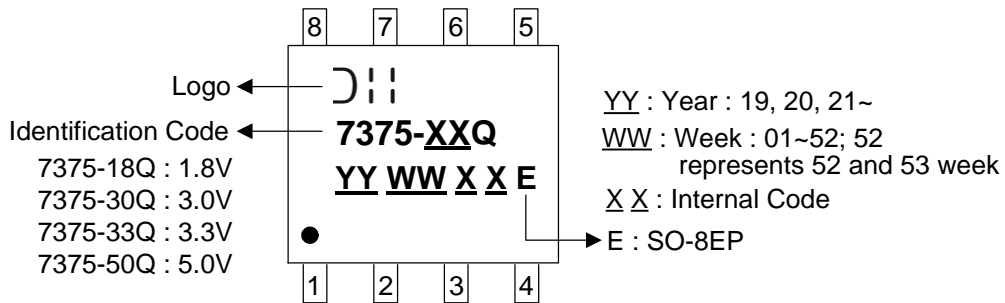 8 7 6 5
Logo
7375-XXQ
YY WW X X E
Identification Code
7375-18Q : 1.8V
7375-30Q : 3.0V
7375-33Q : 3.3V
7375-50Q : 5.0V
YY : Year : 19, 20, 21~
WW : Week : 01~52; 52
represents 52 and 53 week
X X : Internal Code
E : SO-8EP
1 2 3 4